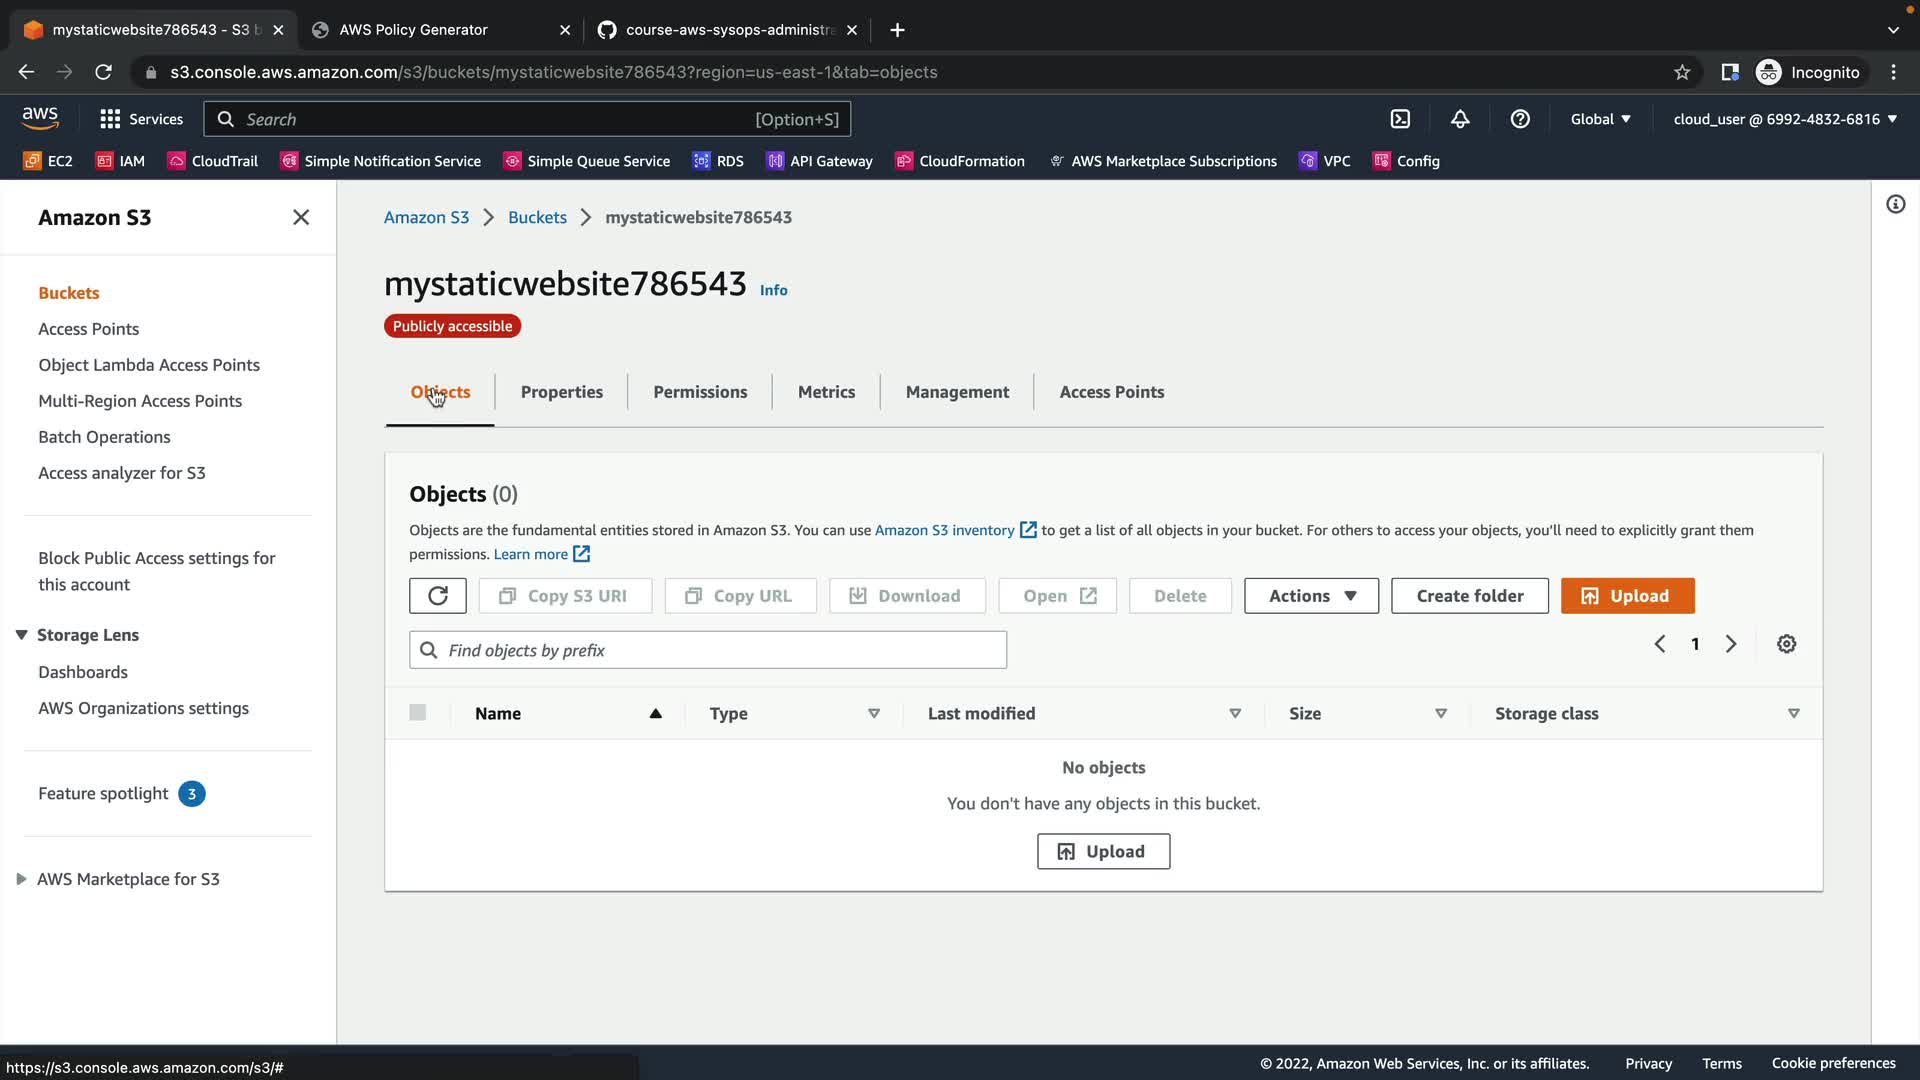 mystaticwebsite786543 - S3 b
AWS Policy Generator
course-aws-sysops-administra
s3.console.aws.amazon.com/s3/buckets/mystaticwebsite786543?region=us-east-1&tab=objects
Incognito
aws
Services
Search
[Option+S]
Global
cloud_user @ 6992-4832-6816
EC2
IAM
CloudTrail
Simple Notification Service
Simple Queue Service
RDS
API Gateway
CloudFormation
AWS Marketplace Subscriptions
VPC
Config
Amazon S3
Buckets
Access Points
Object Lambda Access Points
Multi-Region Access Points
Batch Operations
Access analyzer for S3
Block Public Access settings for
this account
Storage Lens
Dashboards
AWS Organizations settings
Feature spotlight 3
AWS Marketplace for S3
Amazon S3 > Buckets > mystaticwebsite786543
mystaticwebsite786543 Info
Publicly accessible
Objects
Properties
Permissions
Metrics
Management
Access Points
Objects (0)
Objects are the fundamental entities stored in Amazon S3. You can use Amazon S3 inventory to get a list of all objects in your bucket. For others to access your objects, you'll need to explicitly grant them
permissions. Learn more
Copy S3 URI
Copy URL
Download
Open
Delete
Actions
Create folder
Upload
Find objects by prefix
1
Name
Type
Last modified
Size
Storage class
No objects
You don't have any objects in this bucket.
Upload
https://s3.console.aws.amazon.com/s3/#
© 2022, Amazon Web Services, Inc. or its affiliates.
Privacy
Terms
Cookie preferences